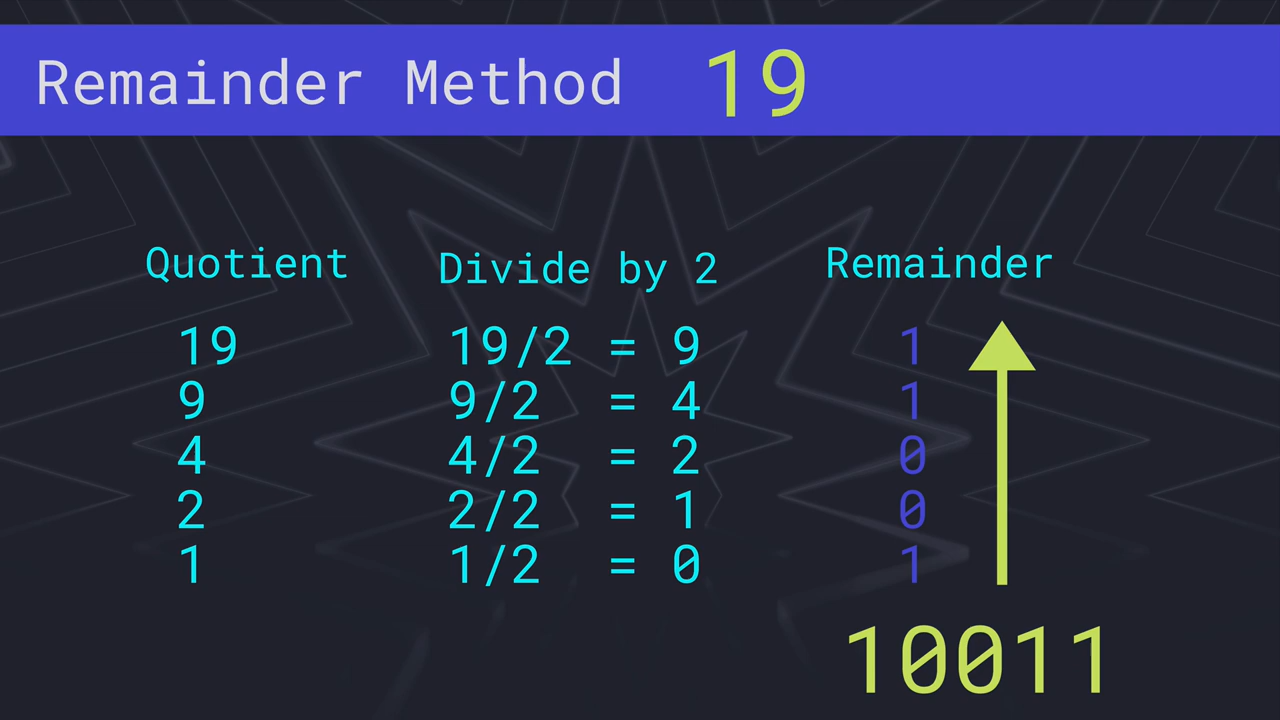 Remainder Method 19
Quotient Divide by 2 Remainder
19 19/2 = 9 1
9 9/2 = 4 1
4 4/2 = 2 0
2 2/2 = 1 0
1 1/2 = 0 1
10011